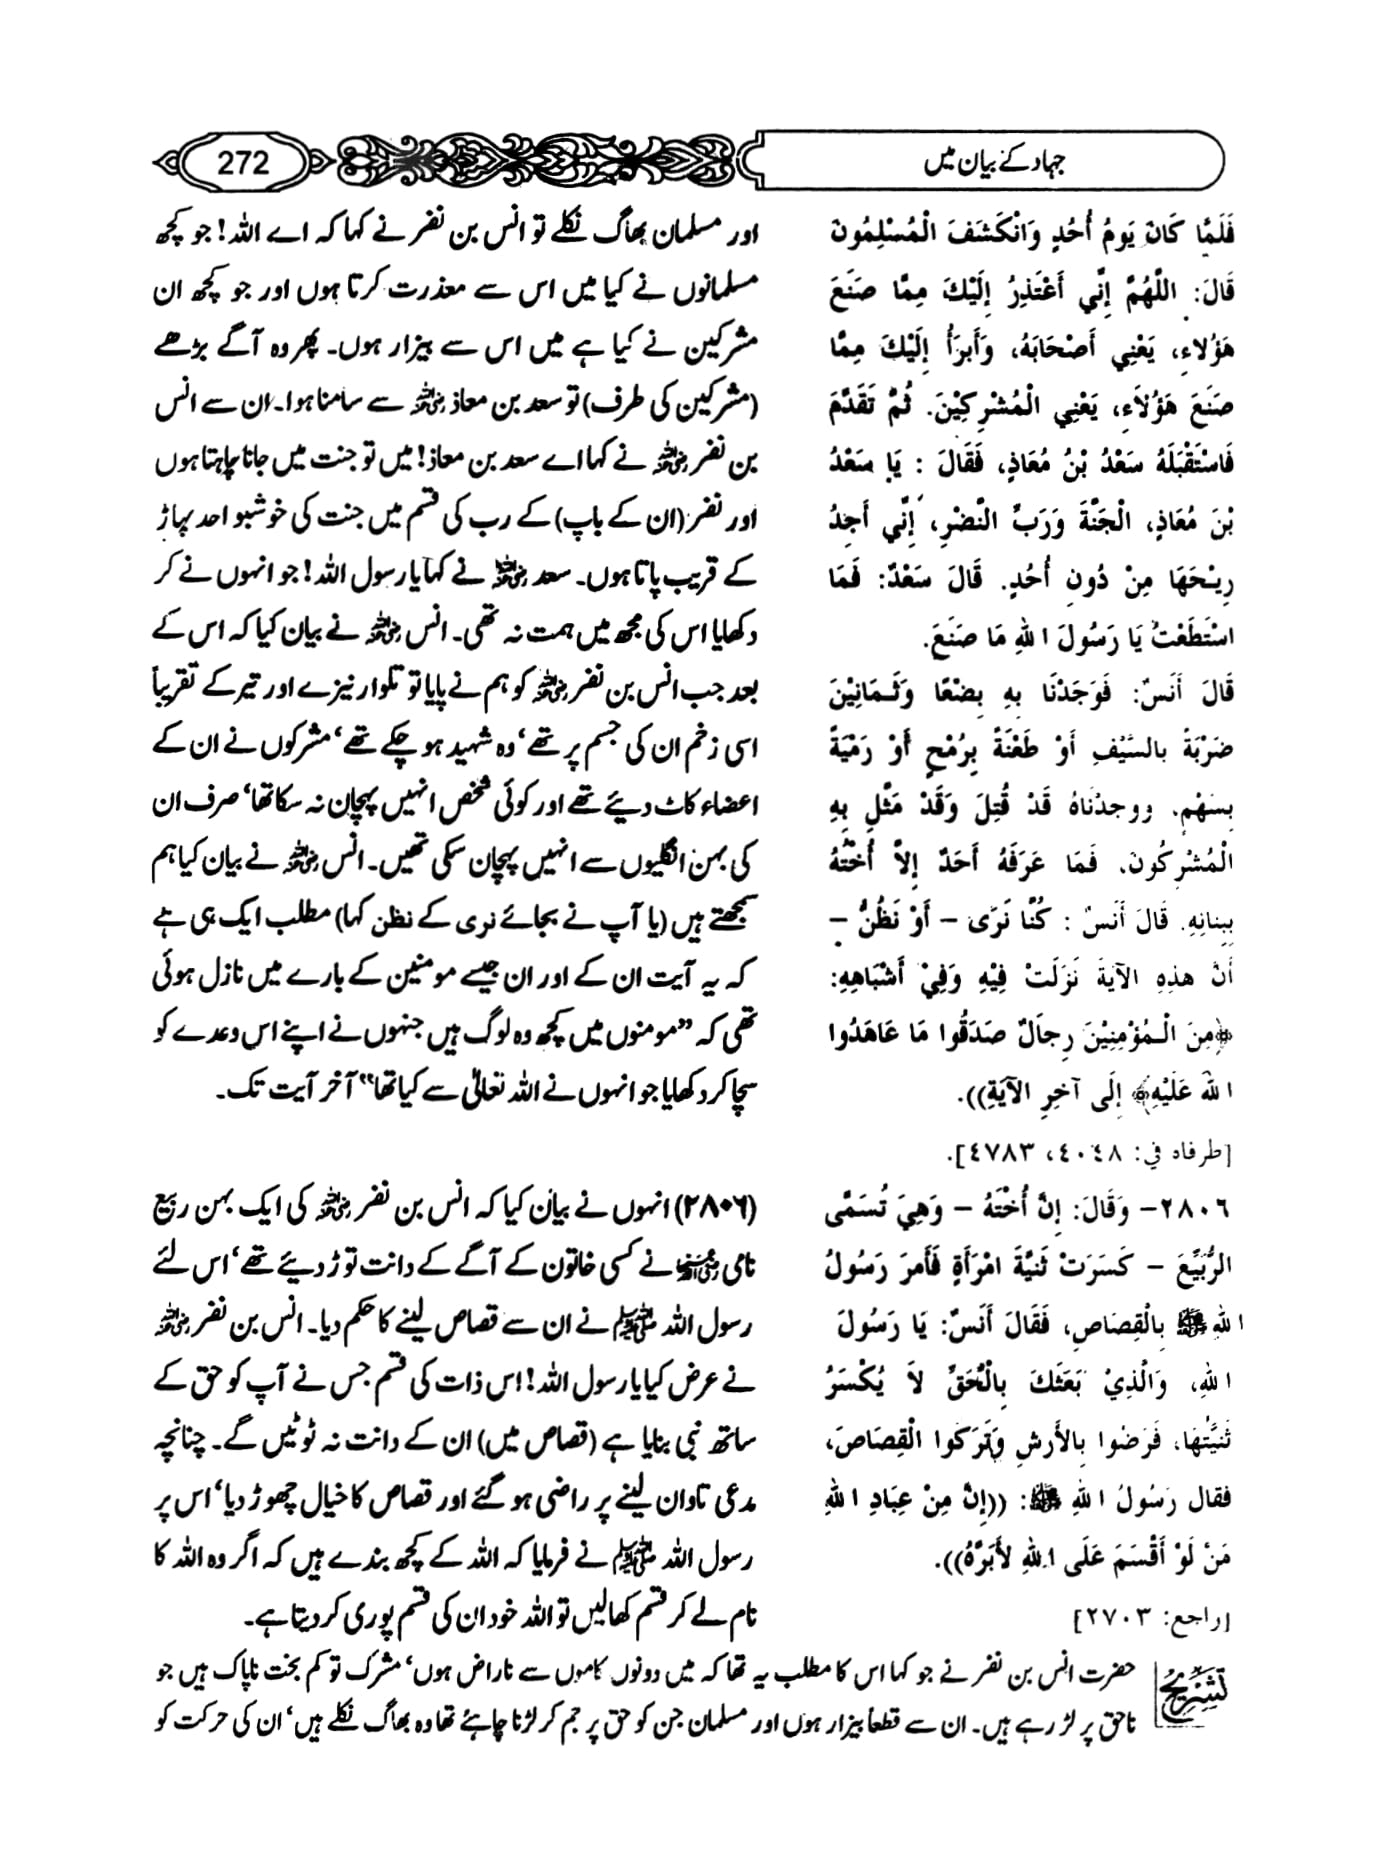 جہاد کے بیان میں
272
فَلَمَّا كَانَ يَومُ أُحُدٍ وَانْكَشَفَ الْمُسْلِمُونَ
قَالَ: اللَّهُمَّ إِنِّي أَعْتَذِرُ إِلَيْكَ مِمَّا صَنَعَ
هَؤُلاءِ، يَعْنِي أَصْحَابَهُ، وَأَبرَأُ إِلَيْكَ مِمَّا
صَنَعَ هَؤُلاَءِ، يَعْنِي الْمُشْرِكِيْنَ. ثُمَّ تَقَدَّمَ
فَاسْتَقْبَلَهُ سَعْدُ بْنُ مُعَاذٍ، فَقَالَ : يَا سَعْدُ
بْنَ مُعَاذٍ، الْجَنَّةَ وَرَبِّ النَّضْرِ، إِنِّي أَجِدُ
رِيْحَهَا مِنْ دُونِ أُحُدٍ. قَالَ سَعْدٌ: فَمَا
اسْتَطَعْتُ يَا رَسُولَ اللهِ مَا صَنَعَ.
قَالَ أَنَسٌ: فَوَجَدْنَا بِهِ بِضْعًا وَثَمَانِيْنَ
ضَرْبَةً بالسَّيْفِ أَوْ طَعْنَةً بِرُمْحٍ أَوْ رَمْيَةً
بِسَهْمٍ. ووجدْنَاهُ قَدْ قُتِلَ وَقَدْ مَثَّلَ بِهِ
الْمُشْرِكُونَ. فَمَا عَرَفَهُ أَحَدٌ إِلاَّ أُخْتُهُ
بِبنانِهِ. قَالَ أَنَسٌ : كُنَّا نَرَى – أَوْ نَظُنُّ –
أَنَّ هذِهِ الآيةَ نَزَلَتْ فِيْهِ وَفِيْ أَشْبَاهِهِ:
﴿مِنَ الْمُؤْمِنِيْنَ رِجَالٌ صَدَقُوا مَا عَاهَدُوا
اللهَ عَلَيْهِ﴾ إِلَى آخِرِ الآيَةِ)).
[طرفاه في: ٤٠٤٨، ٤٧٨٣].
٢٨٠٦– وَقَالَ: إِنَّ أُخْتَهُ – وَهِيَ تُسَمَّى
الرُّبَيِّعَ – كَسَرَتْ ثَنِيَّةَ امْرَأَةٍ فَأَمرَ رَسُولُ
اللهِ ﷺ بِالْقِصَاصِ، فَقَالَ أَنَسٌ: يَا رَسُولَ
اللهِ، وَالَّذِيْ بَعَثَكَ بِالْحَقِّ لاَ يُكْسَرُ
ثَنِيَّتُهَا، فَرَضُوا بِالأَرشِ وَتَرَكوا الْقِصَاصَ،
فقال رَسُولُ اللهِ ﷺ: ((إِنَّ مِنْ عِبَادِ اللهِ
مَنْ لَوْ أَقْسَمَ عَلَى اللهِ لأَبَرَّهُ)).
[راجع: ٢٧٠٣]
اور مسلمان بھاگ نکلے تو انس بن نضر نے کہا کہ اے اللہ! جو کچھ
مسلمانوں نے کیا میں اس سے معذرت کرتا ہوں اور جو کچھ ان
مشرکین نے کیا ہے میں اس سے بیزار ہوں۔ پھر وہ آگے بڑھے
(مشرکین کی طرف) تو سعد بن معاذ رضی اللہ عنہ سے سامنا ہوا۔ ان سے انس
بن نضر رضی اللہ عنہ نے کہا اے سعد بن معاذ! میں تو جنت میں جانا چاہتا ہوں
اور نضر (ان کے باپ) کے رب کی قسم میں جنت کی خوشبو احد پہاڑ
کے قریب پاتا ہوں۔ سعد رضی اللہ عنہ نے کہا یا رسول اللہ! جو انہوں نے کر
دکھایا اس کی مجھ میں ہمت نہ تھی۔ انس رضی اللہ عنہ نے بیان کیا کہ اس کے
بعد جب انس بن نضر رضی اللہ عنہ کو ہم نے پایا تو تلوار نیزے اور تیر کے تقریباً
اسی زخم ان کی جسم پر تھے‘ وہ شہید ہو چکے تھے‘ مشرکوں نے ان کے
اعضاء کاٹ دیئے تھے اور کوئی شخص انہیں پہچان نہ سکا تھا‘ صرف ان
کی بہن انگلیوں سے انہیں پہچان سکی تھیں۔ انس رضی اللہ عنہ نے بیان کیا ہم
سمجھتے ہیں (یا آپ نے بجائے نری کے نظن کہا) مطلب ایک ہی ہے
کہ یہ آیت ان کے اور ان جیسے مومنین کے بارے میں نازل ہوئی
تھی کہ ”مومنوں میں کچھ وہ لوگ ہیں جنہوں نے اپنے اس وعدے کو
سچا کر دکھایا جو انہوں نے اللہ تعالیٰ سے کیا تھا“ آخر آیت تک۔
(۲۸۰۶) انہوں نے بیان کیا کہ انس بن نضر رضی اللہ عنہ کی ایک بہن ربیع
نامی رضی اللہ عنہا نے کسی خاتون کے آگے کے دانت توڑ دیئے تھے‘ اس لئے
رسول اللہ ﷺ نے ان سے قصاص لینے کا حکم دیا۔ انس بن نضر رضی اللہ عنہ
نے عرض کیا یا رسول اللہ! اس ذات کی قسم جس نے آپ کو حق کے
ساتھ نبی بنایا ہے (قصاص میں) ان کے دانت نہ ٹوٹیں گے۔ چنانچہ
مدعی تاوان لینے پر راضی ہو گئے اور قصاص کا خیال چھوڑ دیا‘ اس پر
رسول اللہ ﷺ نے فرمایا کہ اللہ کے کچھ بندے ہیں کہ اگر وہ اللہ کا
نام لے کر قسم کھالیں تو اللہ خود ان کی قسم پوری کر دیتا ہے۔
تشریح
حضرت انس بن نضر نے جو کہا اس کا مطلب یہ تھا کہ میں دونوں کاموں سے ناراض ہوں‘ مشرک تو کم بخت ناپاک ہیں جو
ناحق پر لڑ رہے ہیں۔ ان سے قطعاً بیزار ہوں اور مسلمان جن کو حق پر جم کر لڑنا چاہئے تھا وہ بھاگ نکلے ہیں‘ ان کی حرکت کو